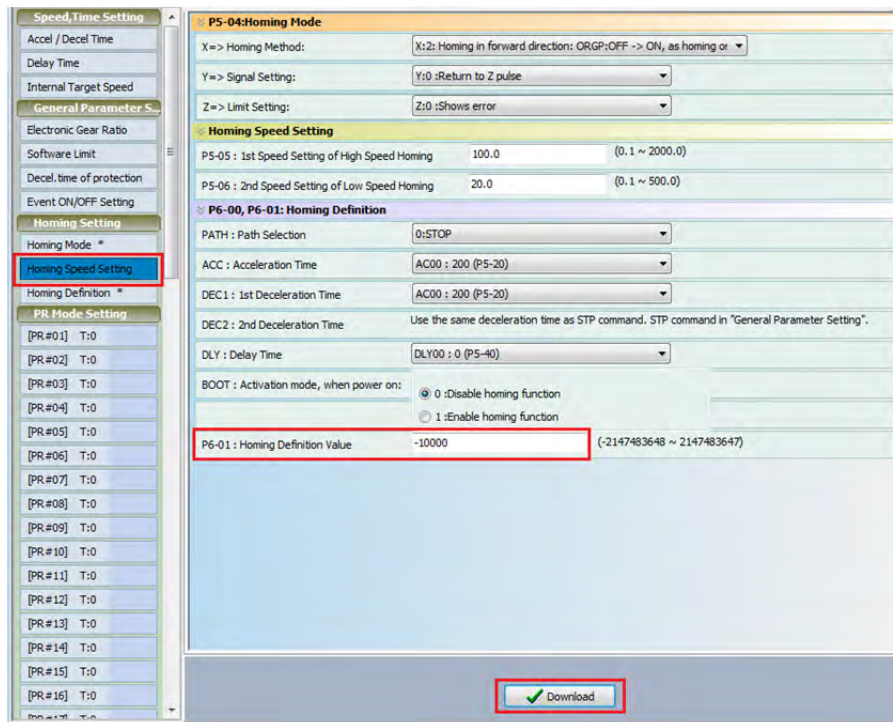 Speed,Time Setting
Accel / Decel Time
Delay Time
Internal Target Speed
General Parameter S...
Electronic Gear Ratio
Software Limit
Decel.time of protection
Event ON/OFF Setting
Homing Setting
Homing Mode *
Homing Speed Setting
Homing Definition *
PR Mode Setting
[PR#01] T:0
[PR#02] T:0
[PR#03] T:0
[PR#04] T:0
[PR#05] T:0
[PR#06] T:0
[PR#07] T:0
[PR#08] T:0
[PR#09] T:0
[PR#10] T:0
[PR#11] T:0
[PR#12] T:0
[PR#13] T:0
[PR#14] T:0
[PR#15] T:0
[PR#16] T:0
P5-04:Homing Mode
X=> Homing Method: X:2: Homing in forward direction: ORGP:OFF -> ON, as homing or
Y=> Signal Setting: Y:0 :Return to Z pulse
Z=> Limit Setting: Z:0 :Shows error
Homing Speed Setting
P5-05 : 1st Speed Setting of High Speed Homing 100.0 (0.1 ~ 2000.0)
P5-06 : 2nd Speed Setting of Low Speed Homing 20.0 (0.1 ~ 500.0)
P6-00, P6-01: Homing Definition
PATH : Path Selection 0:STOP
ACC : Acceleration Time AC00 : 200 (P5-20)
DEC1 : 1st Deceleration Time AC00 : 200 (P5-20)
DEC2 : 2nd Deceleration Time Use the same deceleration time as STP command. STP command in "General Parameter Setting".
DLY : Delay Time DLY00 : 0 (P5-40)
BOOT : Activation mode, when power on: 0 :Disable homing function
1 :Enable homing function
P6-01 : Homing Definition Value -10000 (-2147483648 ~ 2147483647)
Download